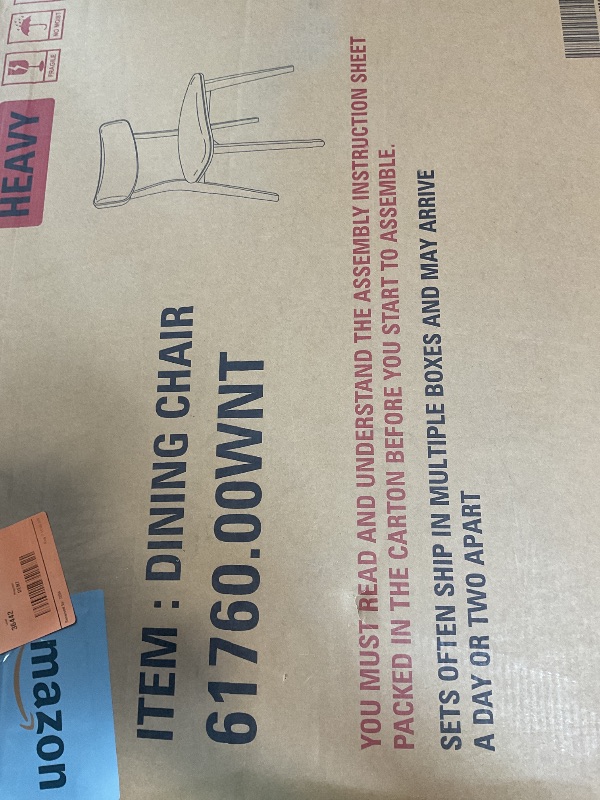 HEAVY
FRAGILE
ITEM : DINING CHAIR
61760.00WNT
YOU MUST READ AND UNDERSTAND THE ASSEMBLY INSTRUCTION SHEET
PACKED IN THE CARTON BEFORE YOU START TO ASSEMBLE.
SETS OFTEN SHIP IN MULTIPLE BOXES AND MAY ARRIVE
A DAY OR TWO APART
36442
mazon